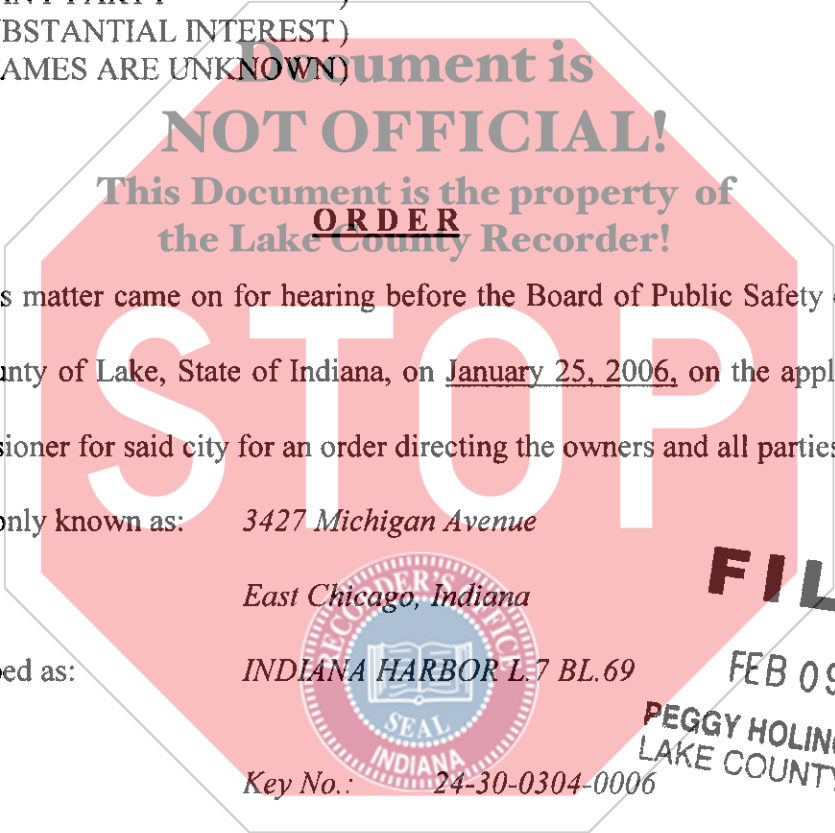 BSTANTIAL INTEREST)
AMES ARE UNKNOWN)
Document is
NOT OFFICIAL!
This Document is the property of
the Lake County Recorder!
ORDER
s matter came on for hearing before the Board of Public Safety
nty of Lake, State of Indiana, on January 25, 2006, on the appl
sioner for said city for an order directing the owners and all parties
STOP
only known as: 3427 Michigan Avenue
East Chicago, Indiana
FIL
ed as: INDIANA HARBOR L.7 BL.69
FEB 09
PEGGY HOLIN
LAKE COUNTY
RECORDER'S OFFICE
SEAL
INDIANA
Key No.: 24-30-0304-0006